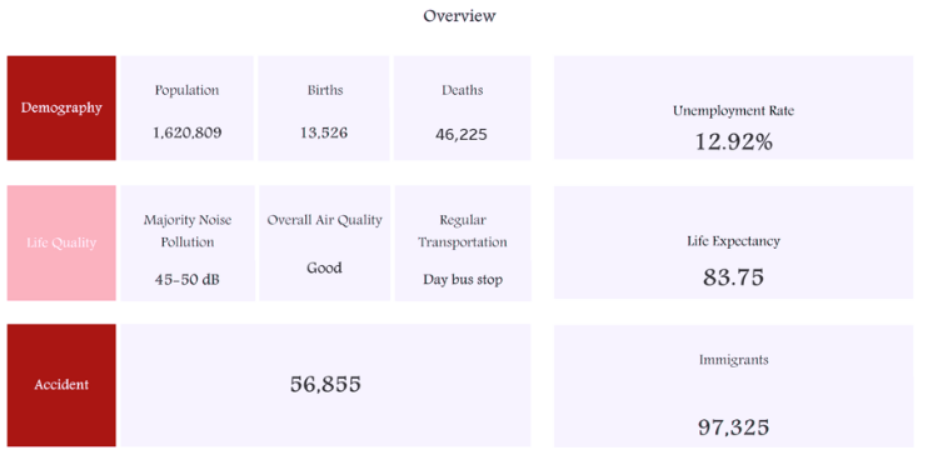 Overview
Demography
Population
1,620,809
Births
13,526
Deaths
46,225
Unemployment Rate
12.92%
Life Quality
Majority Noise
Pollution
45-50 dB
Overall Air Quality
Good
Regular
Transportation
Day bus stop
Life Expectancy
83.75
Accident
56,855
Immigrants
97,325